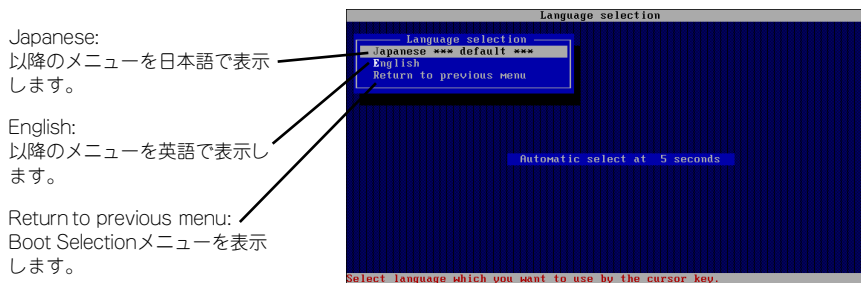 Japanese:
以降のメニューを日本語で表示
します。
English:
以降のメニューを英語で表示し
ます。
Return to previous menu:
Boot Selectionメニューを表示
します。
Language selection
Language selection
Japanese *** default ***
English
Return to previous menu
Automatic select at 5 seconds
Select language which you want to use by the cursor key.